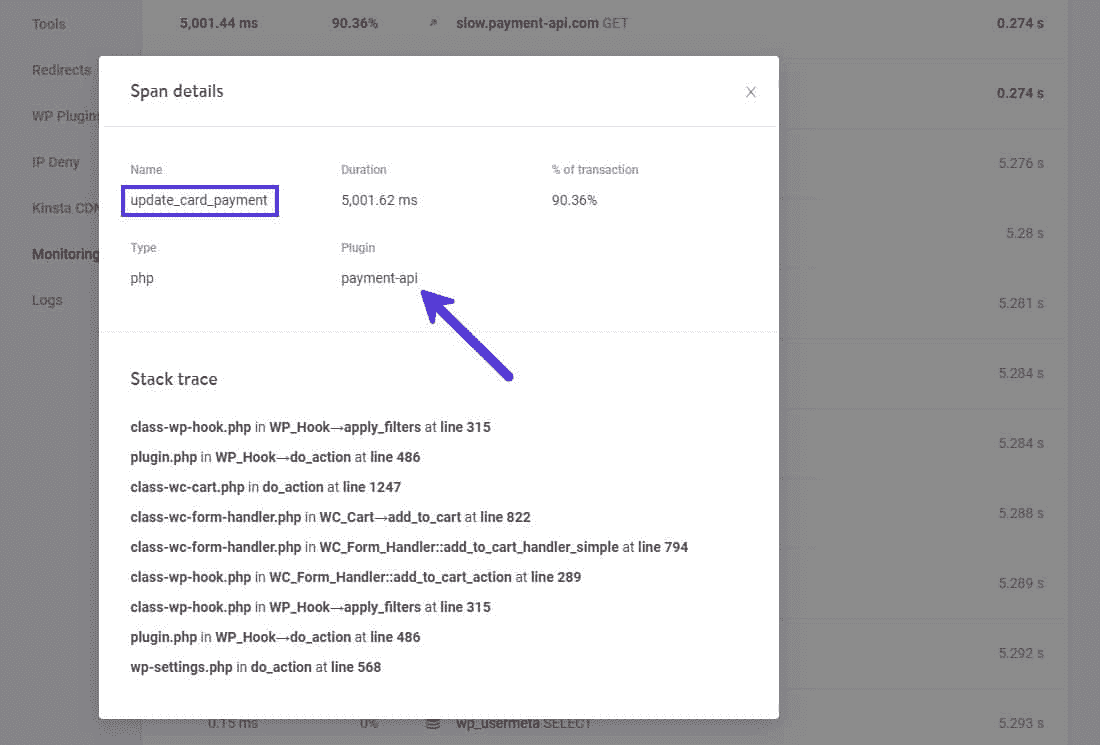 Tools
5,001.44 ms 90.36% slow.payment-api.com GET 0.274 s
Redirects
WP Plugins
IP Deny
Kinsta CDN
Monitoring
Logs
Span details
Name Duration % of transaction
update_card_payment 5,001.62 ms 90.36%
Type Plugin
php payment-api
Stack trace
class-wp-hook.php in WP_Hook→apply_filters at line 315
plugin.php in WP_Hook→do_action at line 486
class-wc-cart.php in do_action at line 1247
class-wc-form-handler.php in WC_Cart→add_to_cart at line 822
class-wc-form-handler.php in WC_Form_Handler::add_to_cart_handler_simple at line 794
class-wp-hook.php in WC_Form_Handler::add_to_cart_action at line 289
class-wp-hook.php in WP_Hook→apply_filters at line 315
plugin.php in WP_Hook→do_action at line 486
wp-settings.php in do_action at line 568
0.274 s
5.276 s
5.28 s
5.281 s
5.284 s
5.284 s
5.288 s
5.289 s
5.292 s
0.15 ms 0% wp_usermeta SELECT 5.293 s